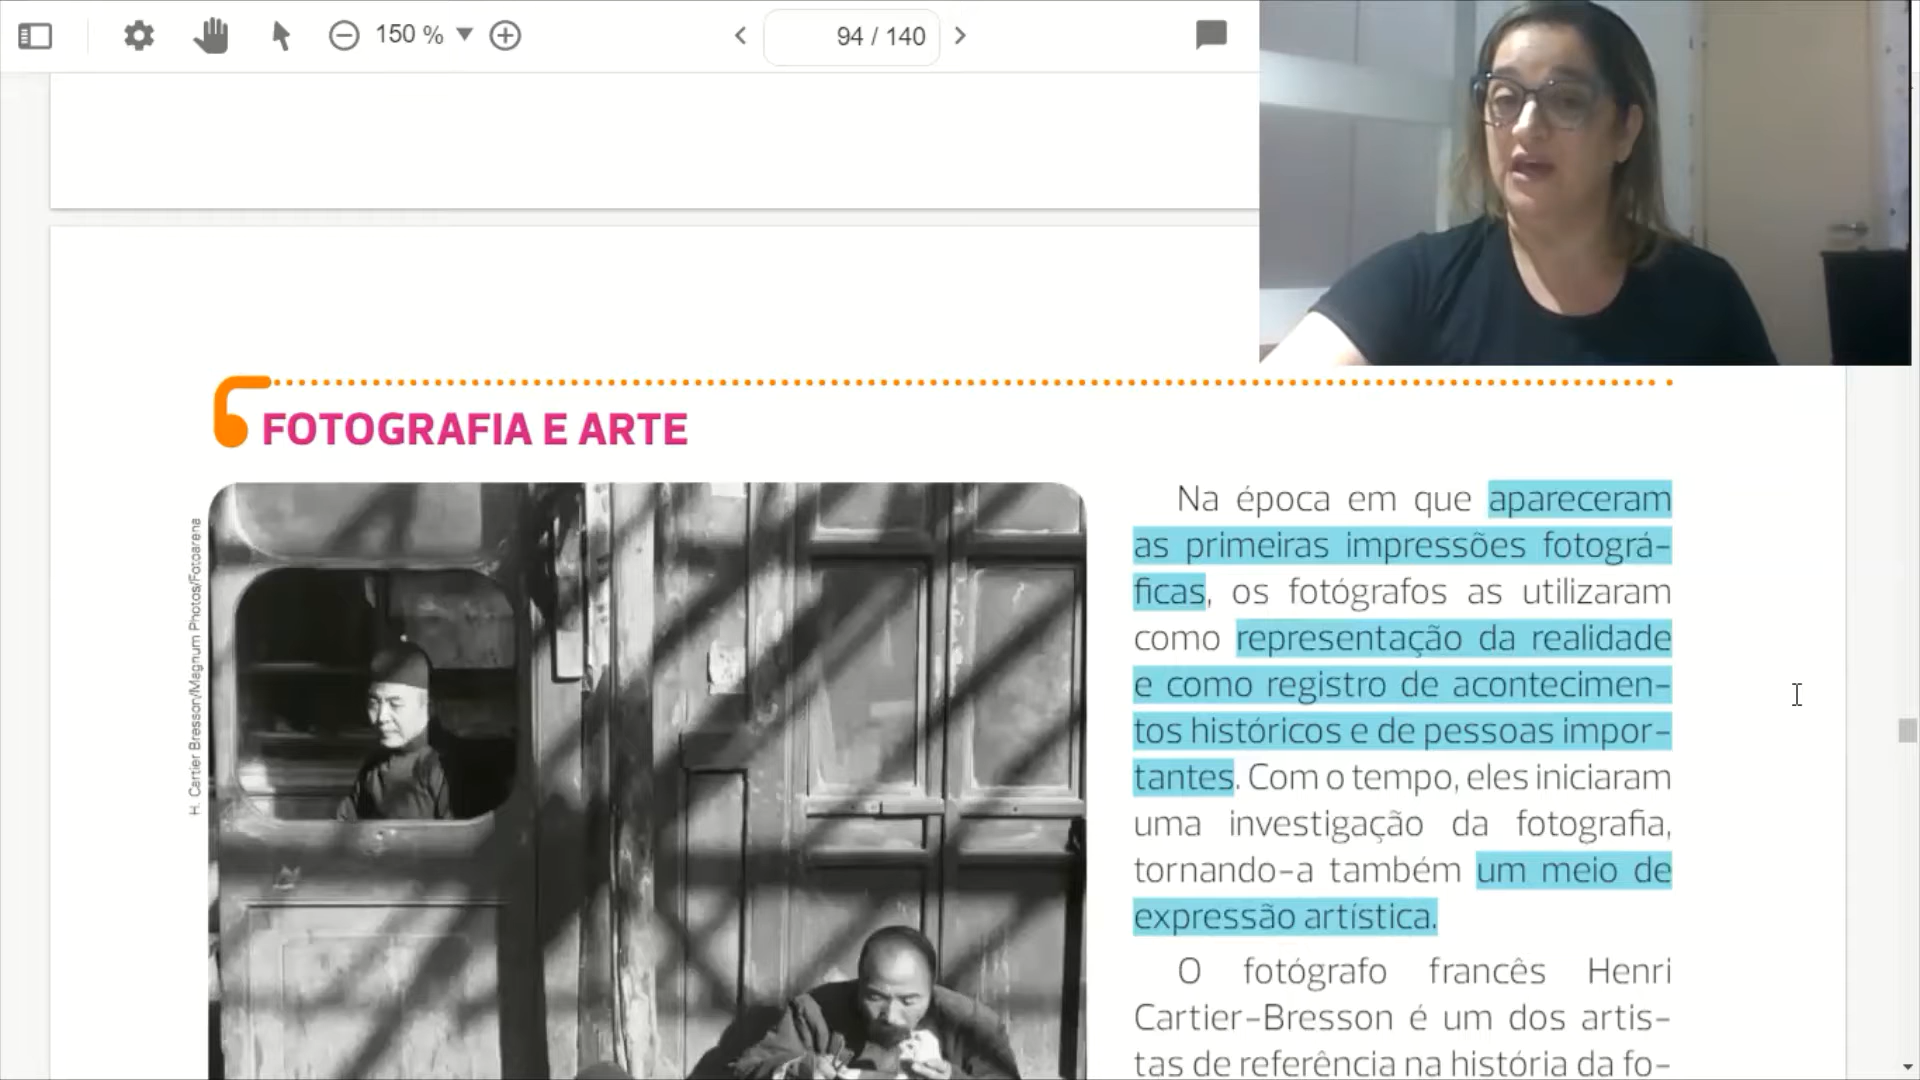 150 %
94 / 140
FOTOGRAFIA E ARTE
H. Cartier Bresson/Magnum Photos/Fotoarena
Na época em que apareceram
as primeiras impressões fotográ-
ficas, os fotógrafos as utilizaram
como representação da realidade
e como registro de acontecimen-
tos históricos e de pessoas impor-
tantes. Com o tempo, eles iniciaram
uma investigação da fotografia,
tornando-a também um meio de
expressão artística.
O fotógrafo francês Henri
Cartier-Bresson é um dos artis-
tas de referência na história da fo-